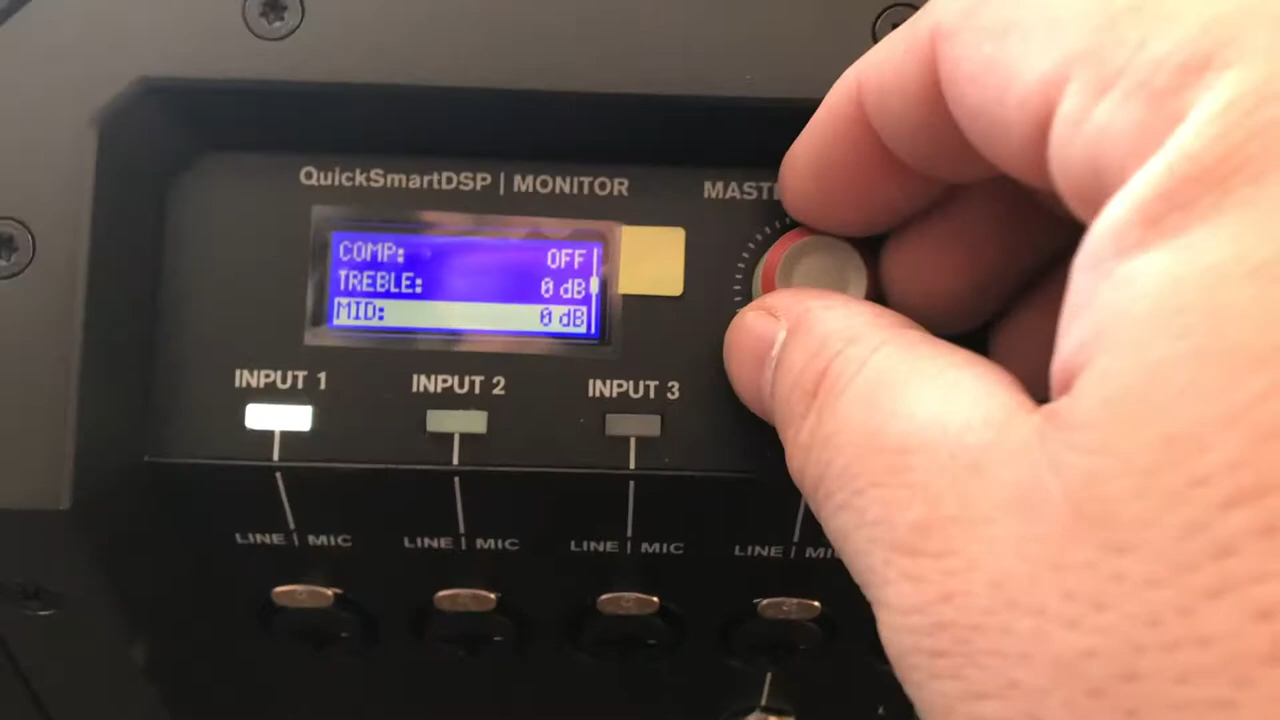 QuickSmartDSP | MONITOR
COMP: OFF
TREBLE: 0 dB
MID: 0 dB
INPUT 1 INPUT 2 INPUT 3
LINE | MIC LINE | MIC LINE | MIC LINE |